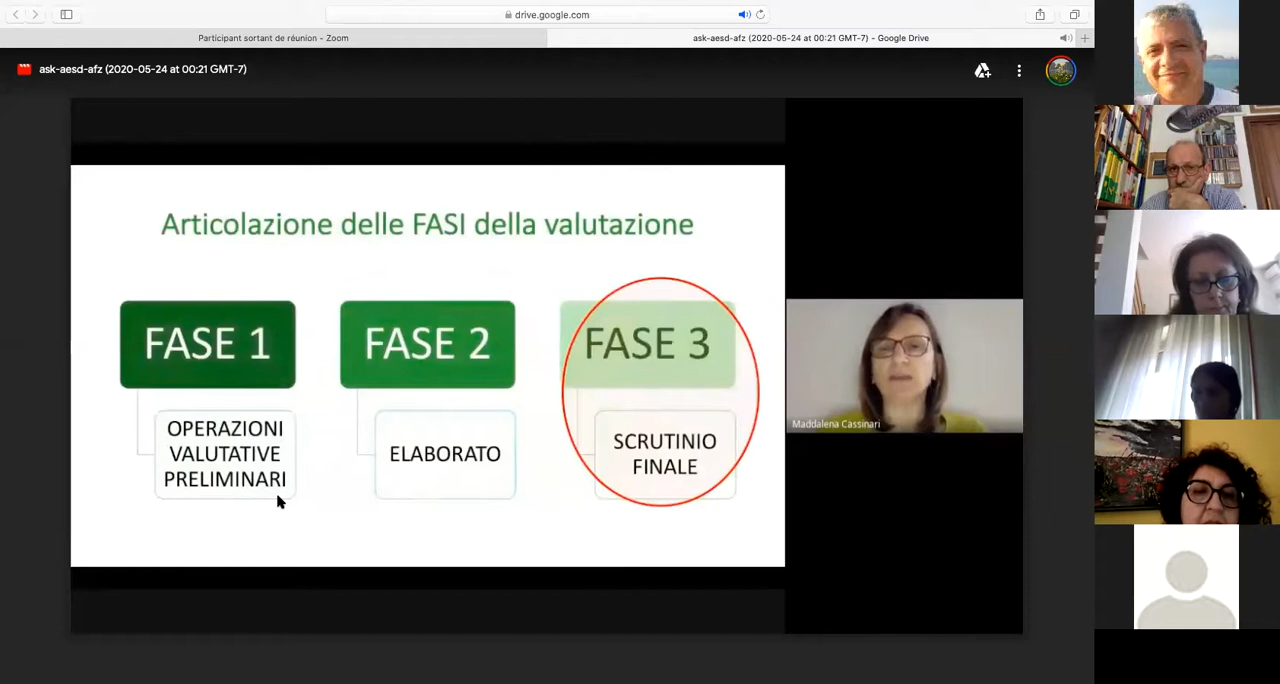 drive.google.com
Participant sortant de réunion - Zoom
ask-aesd-afz (2020-05-24 at 00:21 GMT-7) - Google Drive
ask-aesd-afz (2020-05-24 at 00:21 GMT-7)
Articolazione delle FASI della valutazione
FASE 1
FASE 2
FASE 3
OPERAZIONI
VALUTATIVE
PRELIMINARI
ELABORATO
SCRUTINIO
FINALE
Maddalena Cassinari